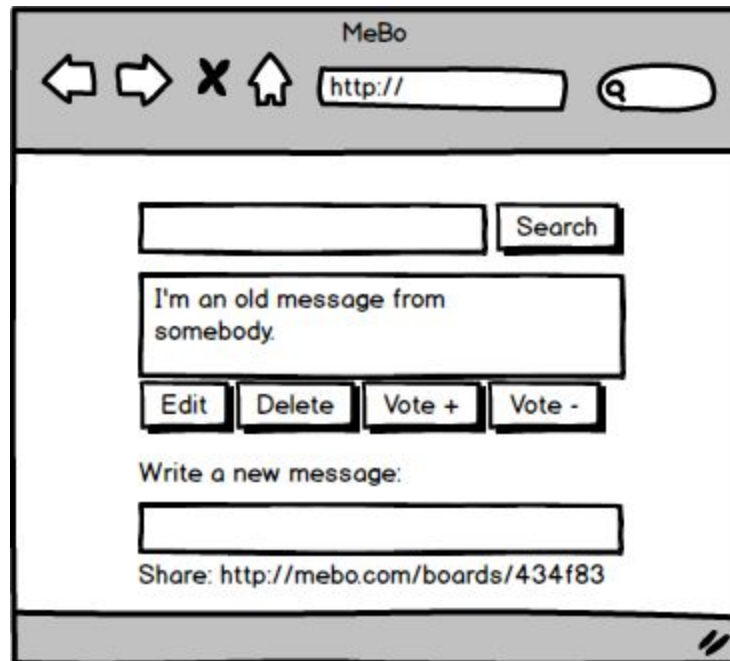 MeBo
http://
Search
I'm an old message from
somebody.
Edit Delete Vote + Vote -
Write a new message:
Share: http://mebo.com/boards/434f83